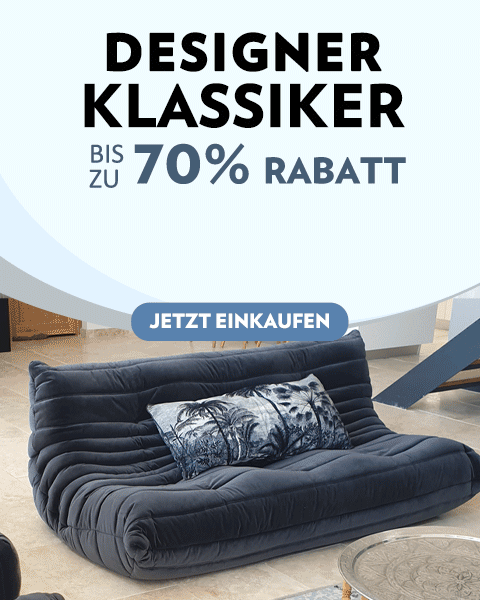 DESIGNER
KLASSIKER
BIS ZU 70% RABATT
JETZT EINKAUFEN